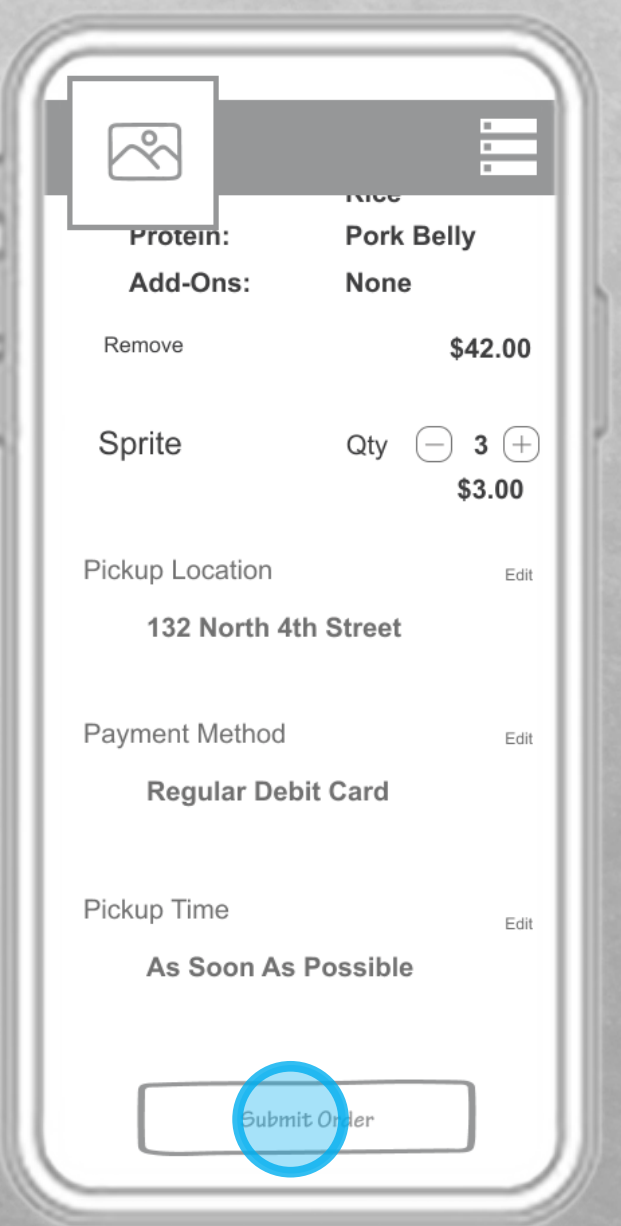 Rice
Protein: Pork Belly
Add-Ons: None
Remove $42.00
Sprite Qty 3
$3.00
Pickup Location Edit
132 North 4th Street
Payment Method Edit
Regular Debit Card
Pickup Time Edit
As Soon As Possible
Submit Order